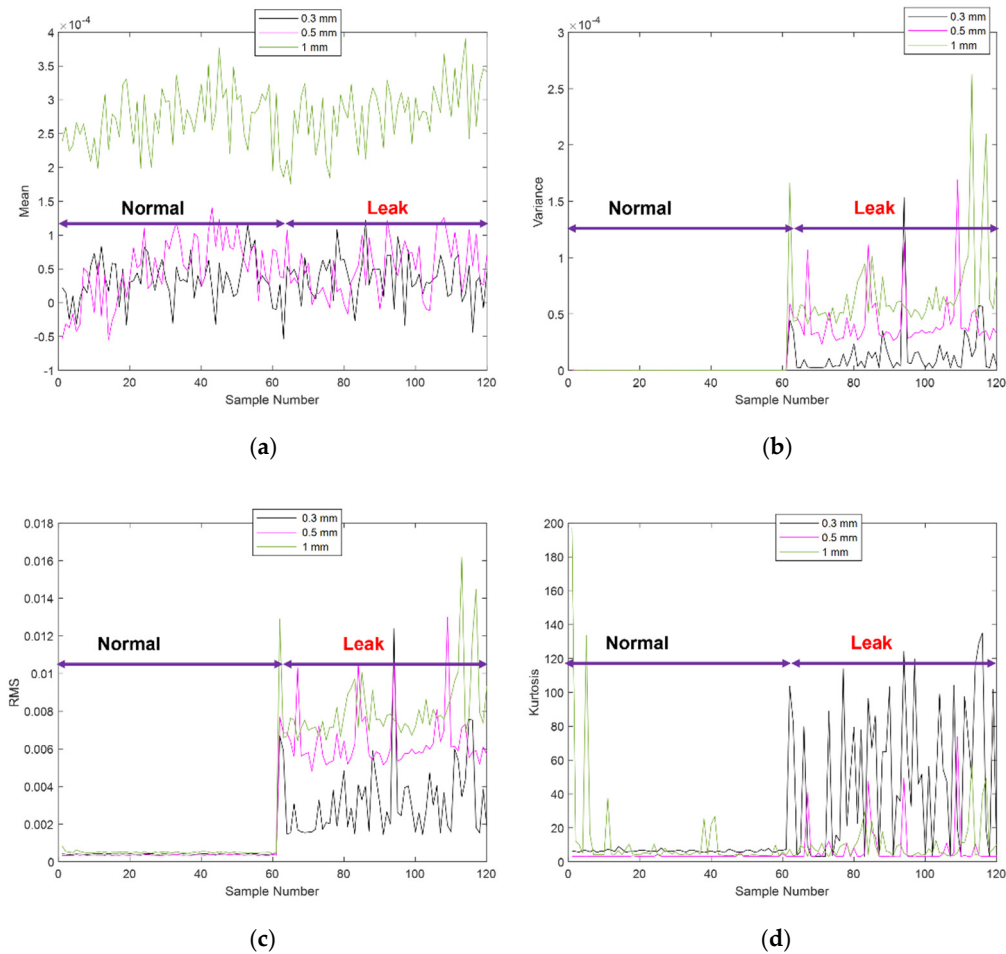 ×10⁻⁴
0.3 mm
0.5 mm
1 mm
4
3.5
3
2.5
2
1.5
1
0.5
0
-0.5
-1
Mean
Normal
Leak
0 20 40 60 80 100 120
Sample Number
(a)
3 ×10⁻⁴
0.3 mm
0.5 mm
1 mm
2.5
2
1.5
1
0.5
0
Variance
Normal
Leak
0 20 40 60 80 100 120
Sample Number
(b)
0.018
0.016
0.014
0.012
0.01
0.008
0.006
0.004
0.002
0
RMS
0.3 mm
0.5 mm
1 mm
Normal
Leak
0 20 40 60 80 100 120
Sample Number
(c)
200
180
160
140
120
100
80
60
40
20
0
Kurtosis
0.3 mm
0.5 mm
1 mm
Normal
Leak
0 20 40 60 80 100 120
Sample Number
(d)